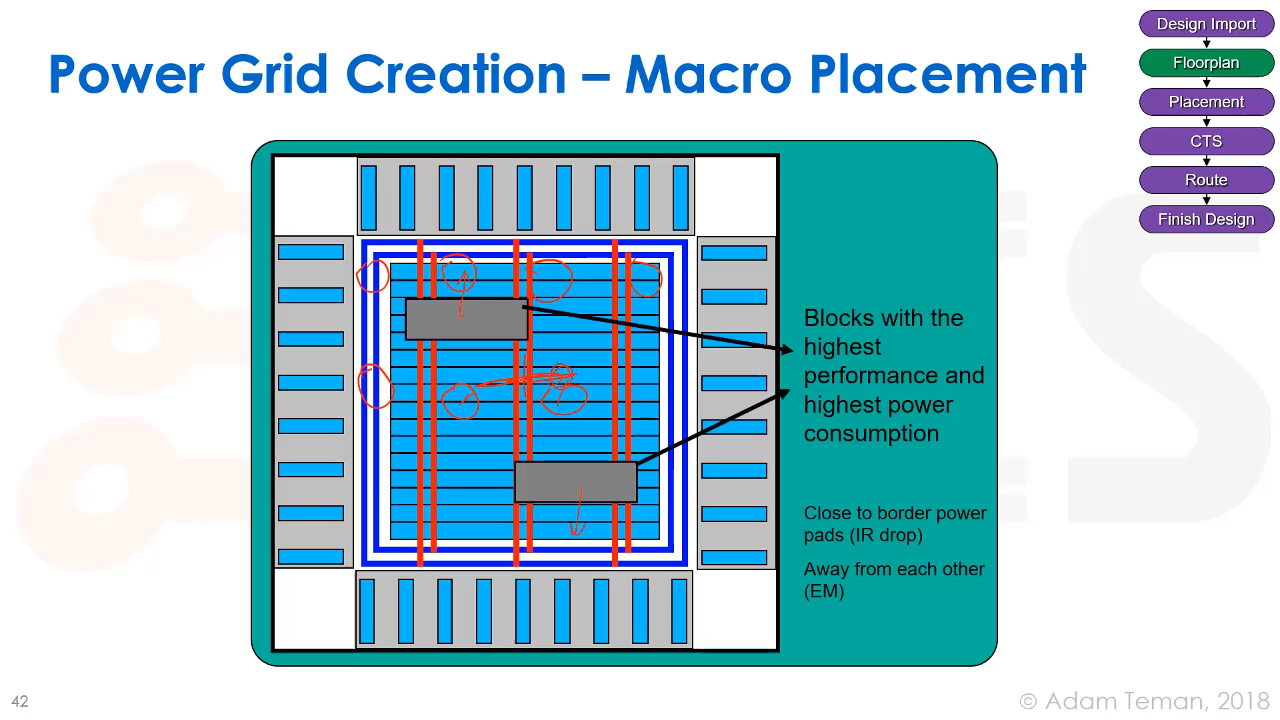 Power Grid Creation – Macro Placement
Design Import
Floorplan
Placement
CTS
Route
Finish Design
Blocks with the
highest
performance and
highest power
consumption
Close to border power
pads (IR drop)
Away from each other
(EM)
42
© Adam Teman, 2018